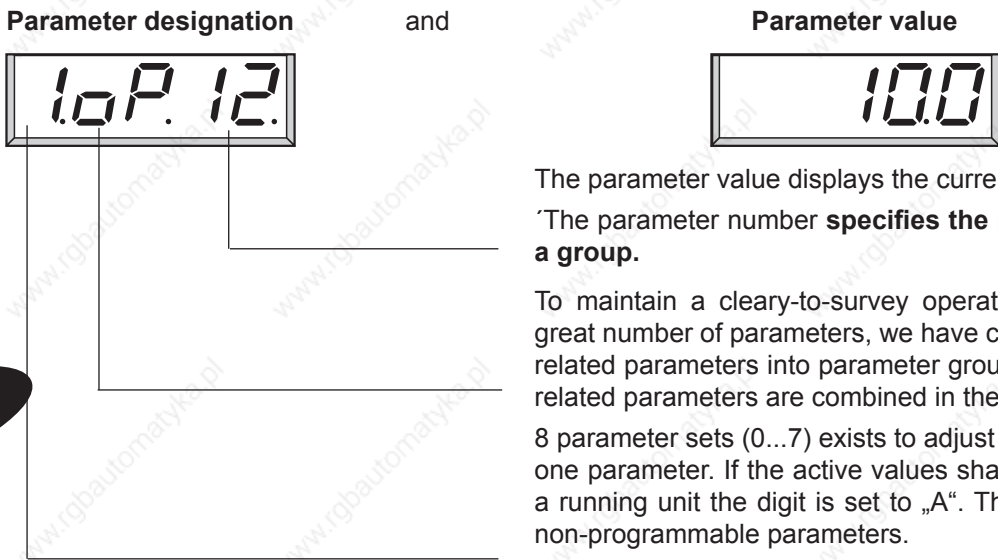 Parameter designation and Parameter value
1.oP.12. 10.0
The parameter value displays the curre
´The parameter number specifies the
a group.
To maintain a cleary-to-survey operat
great number of parameters, we have c
related parameters into parameter grou
related parameters are combined in the
8 parameter sets (0...7) exists to adjust
one parameter. If the active values sha
a running unit the digit is set to „A“. Th
non-programmable parameters.
www.rgbautomatyka.pl